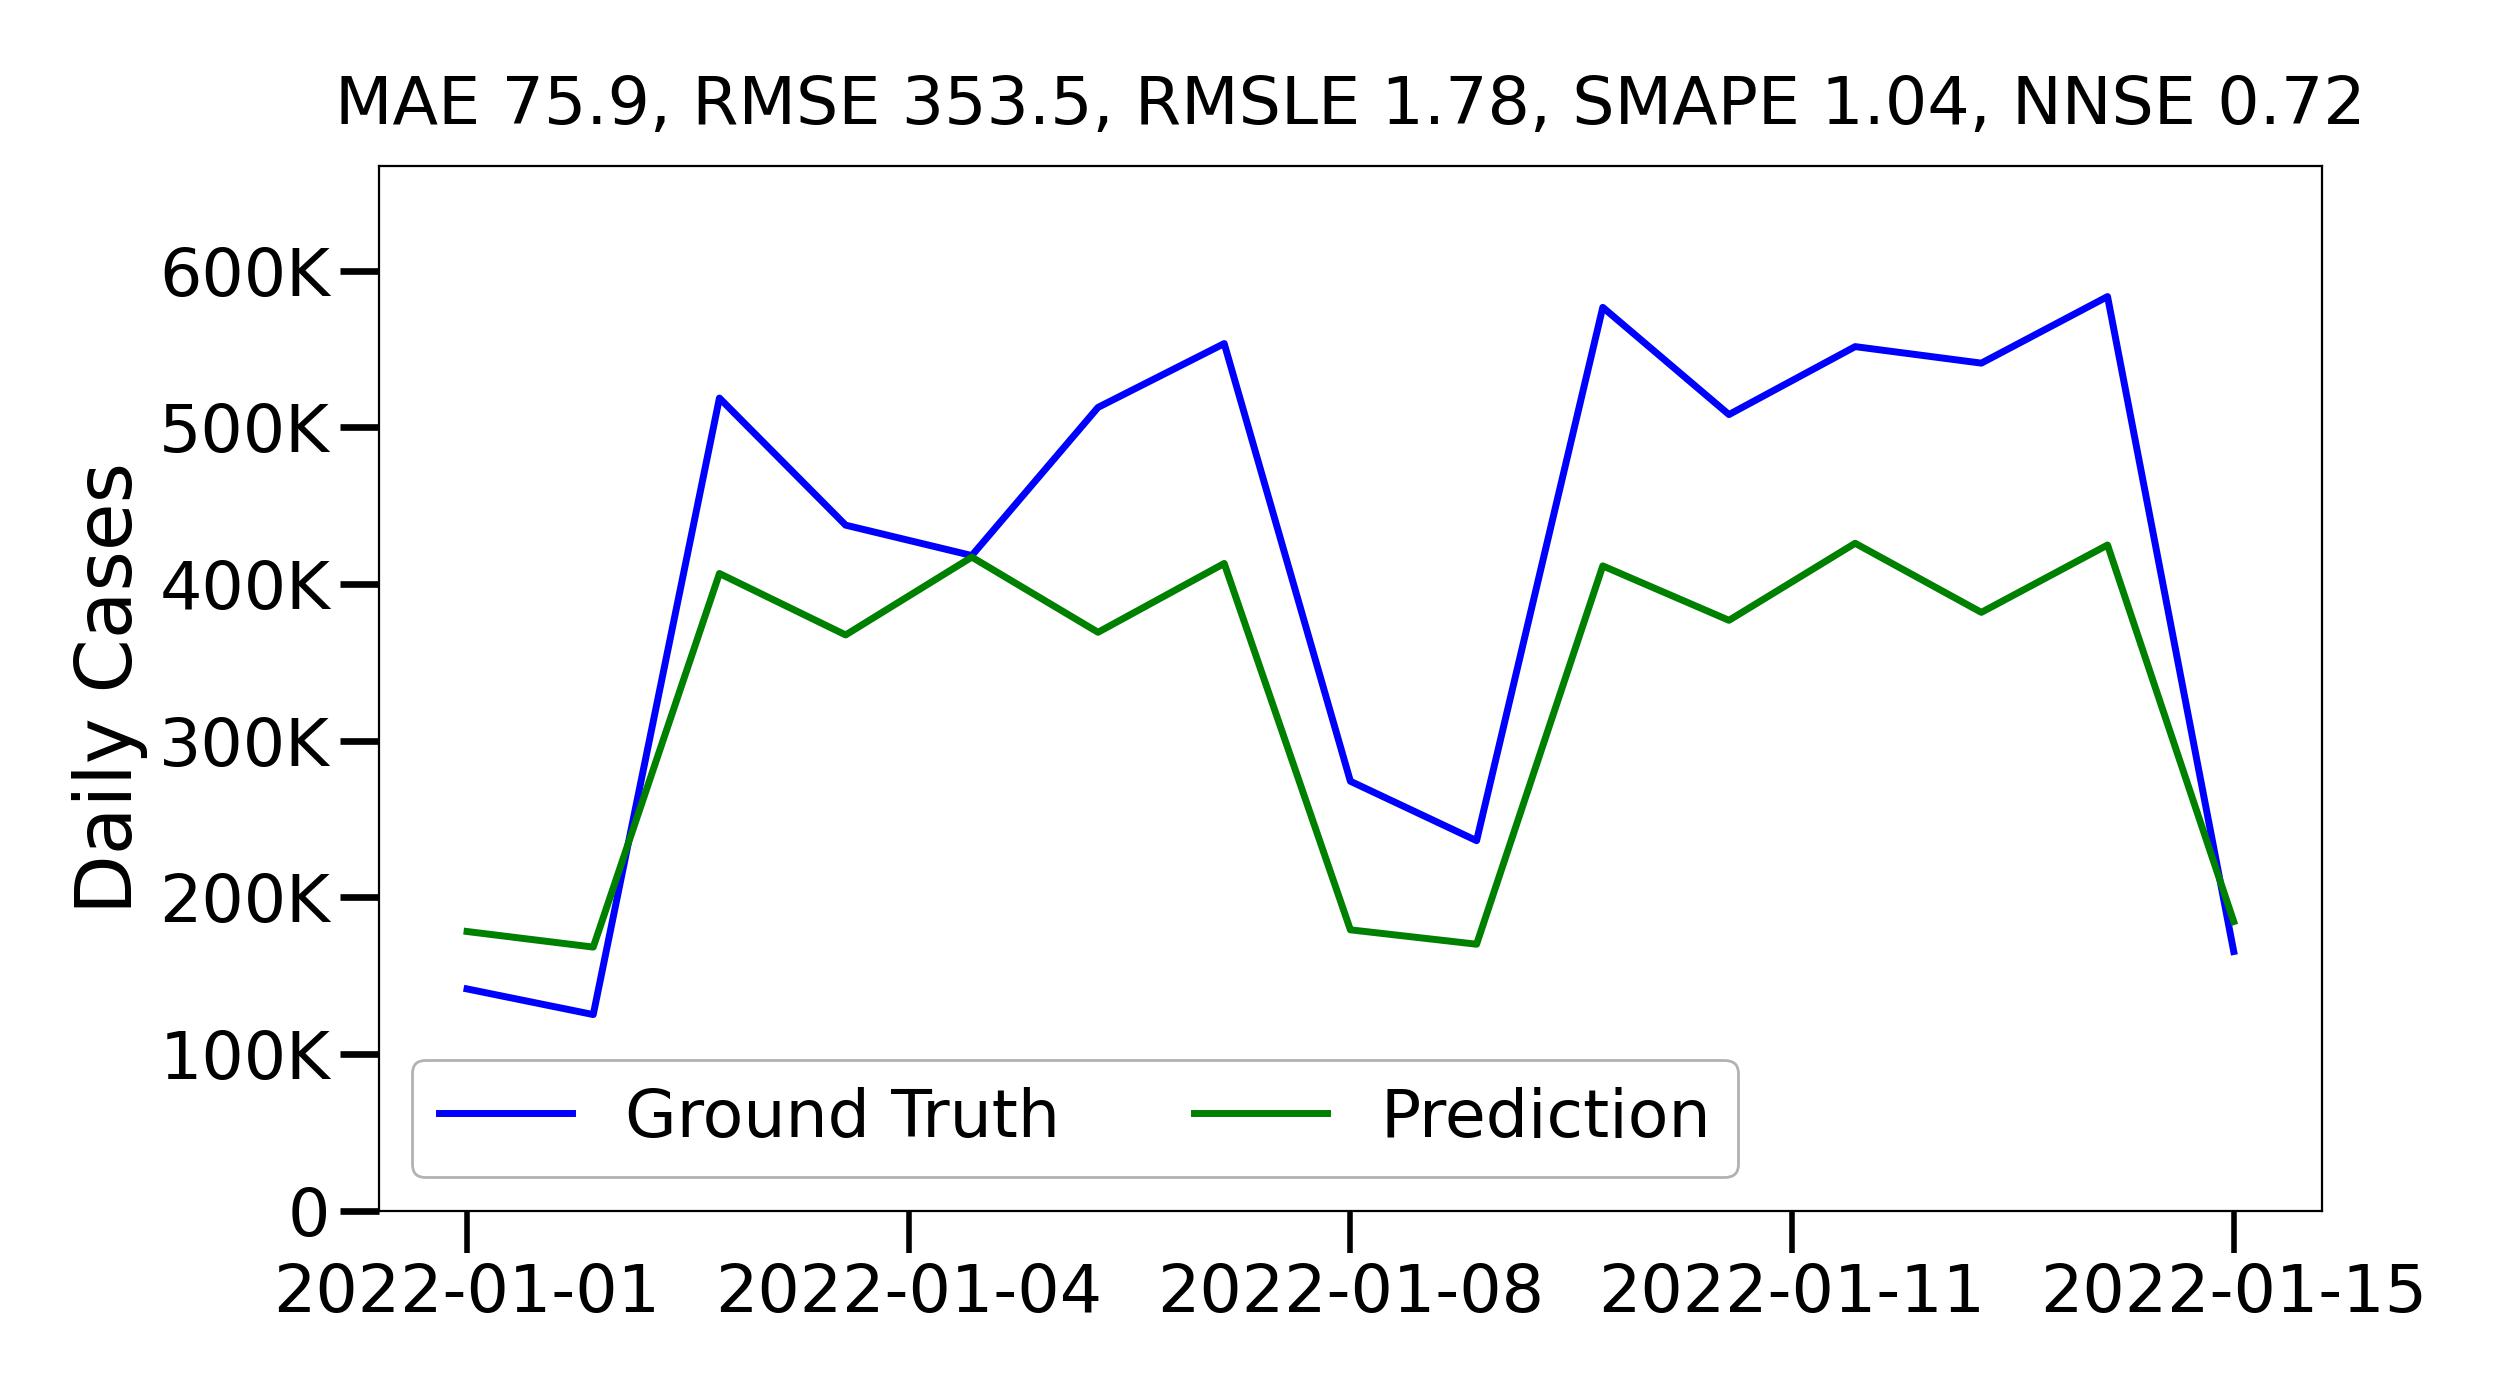 MAE 75.9, RMSE 353.5, RMSLE 1.78, SMAPE 1.04, NNSE 0.72
Daily Cases
600K
500K
400K
300K
200K
100K
0
Ground Truth
Prediction
2022-01-01
2022-01-04
2022-01-08
2022-01-11
2022-01-15